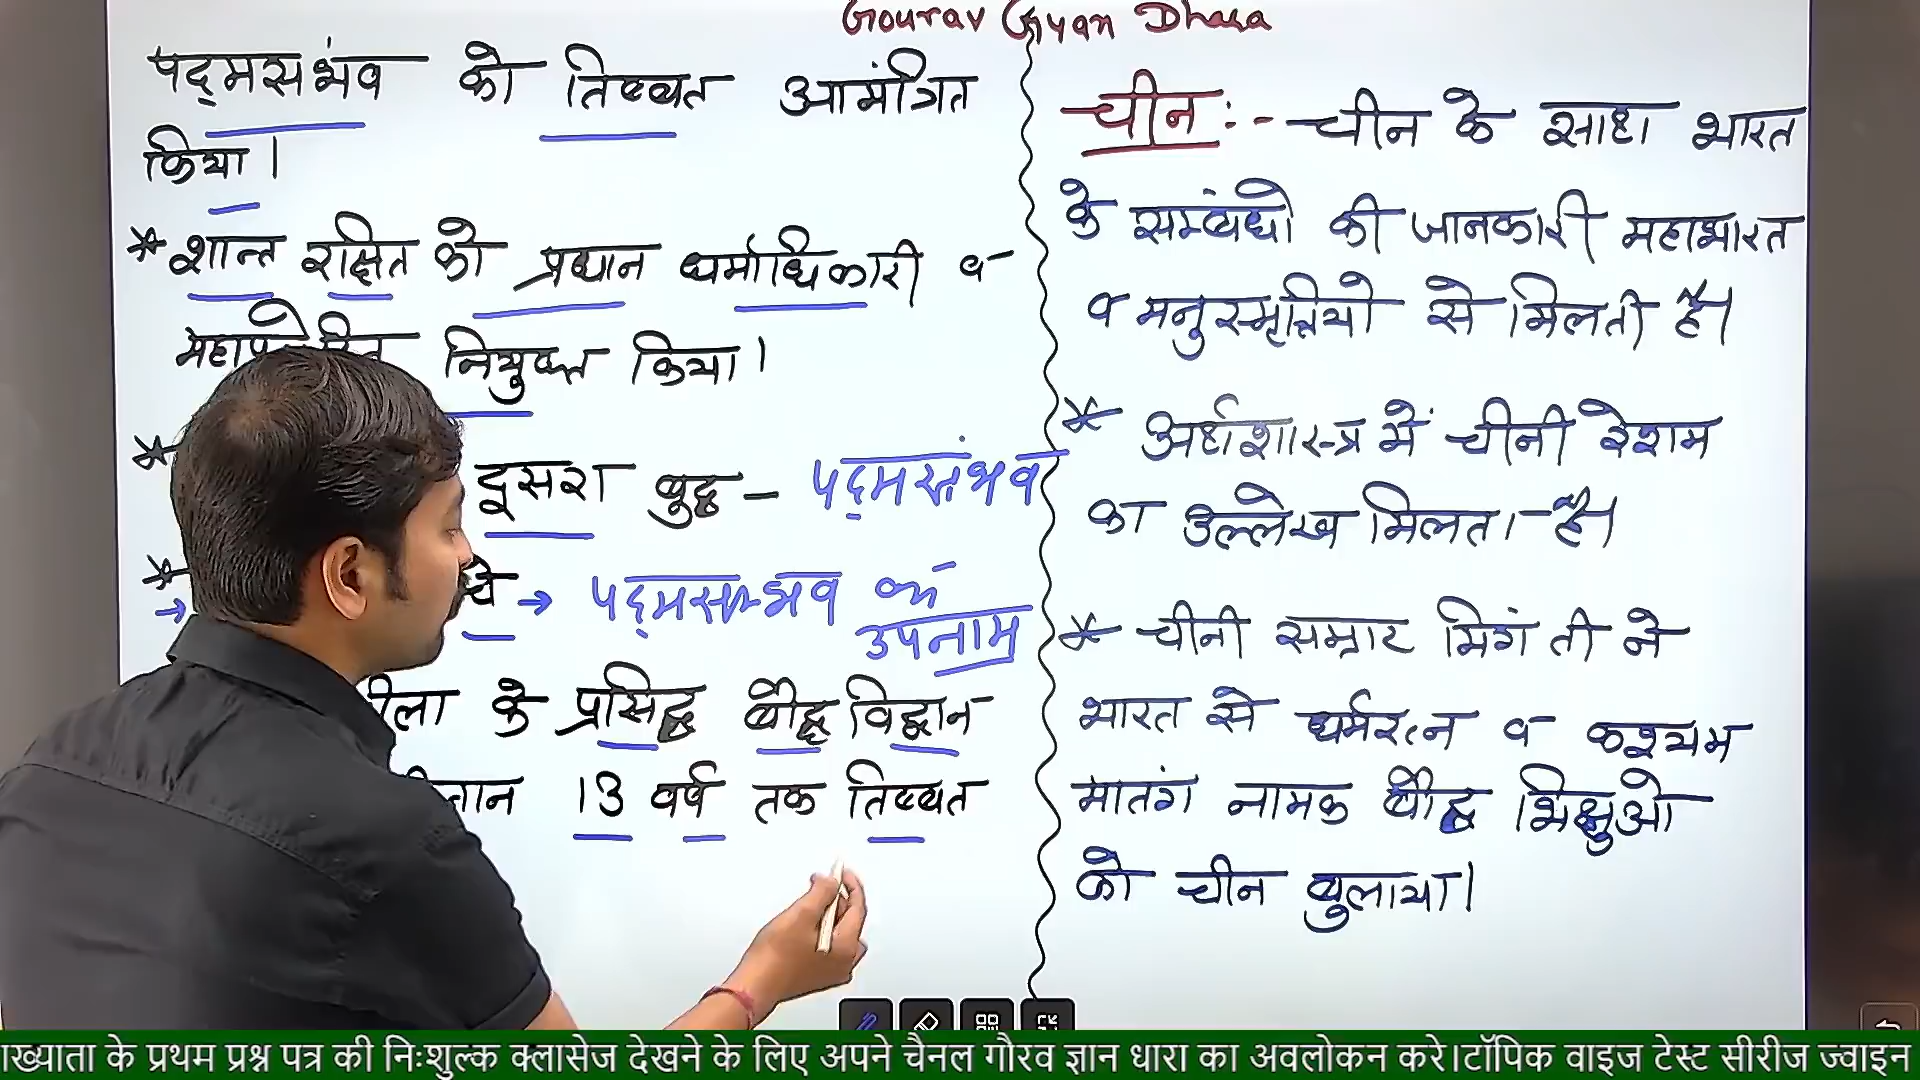 Gourav Gyan Dhara
पद्मसंभव को तिब्बत आमंत्रित
किया।
* शान्त रक्षित को प्रधान धर्माधिकारी व
नियुक्त किया।
* दूसरा बुद्ध – पद्मसंभव
* → पद्मसम्भव का
उपनाम
के प्रसिद्ध बौद्ध विद्वान
13 वर्ष तक तिब्बत
चीन :- चीन के साथ भारत
के सम्बंधो की जानकारी महाभारत
व मनुस्मृतियो से मिलती है।
* अर्थशास्त्र में चीनी रेशम
का उल्लेख मिलता है।
* चीनी सम्राट मिगं ती ने
भारत से धर्मरत्न व कश्यम
मातंग नामक बौद्ध भिक्षुओ
को चीन बुलाया।
ाख्याता के प्रथम प्रश्न पत्र की निःशुल्क क्लासेज देखने के लिए अपने चैनल गौरव ज्ञान धारा का अवलोकन करे।टॉपिक वाइज टेस्ट सीरीज ज्वाइन